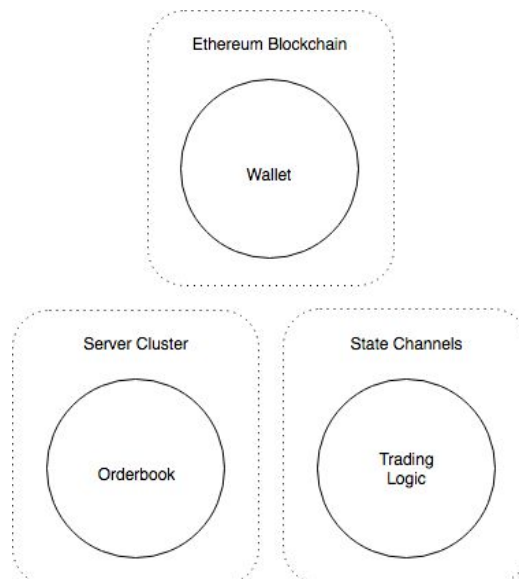 Ethereum Blockchain
Wallet
Server Cluster
Orderbook
State Channels
Trading
Logic